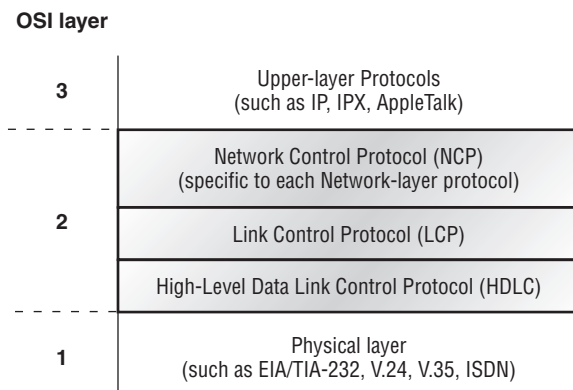 OSI layer
3
Upper-layer Protocols
(such as IP, IPX, AppleTalk)
Network Control Protocol (NCP)
(specific to each Network-layer protocol)
2
Link Control Protocol (LCP)
High-Level Data Link Control Protocol (HDLC)
1
Physical layer
(such as EIA/TIA-232, V.24, V.35, ISDN)